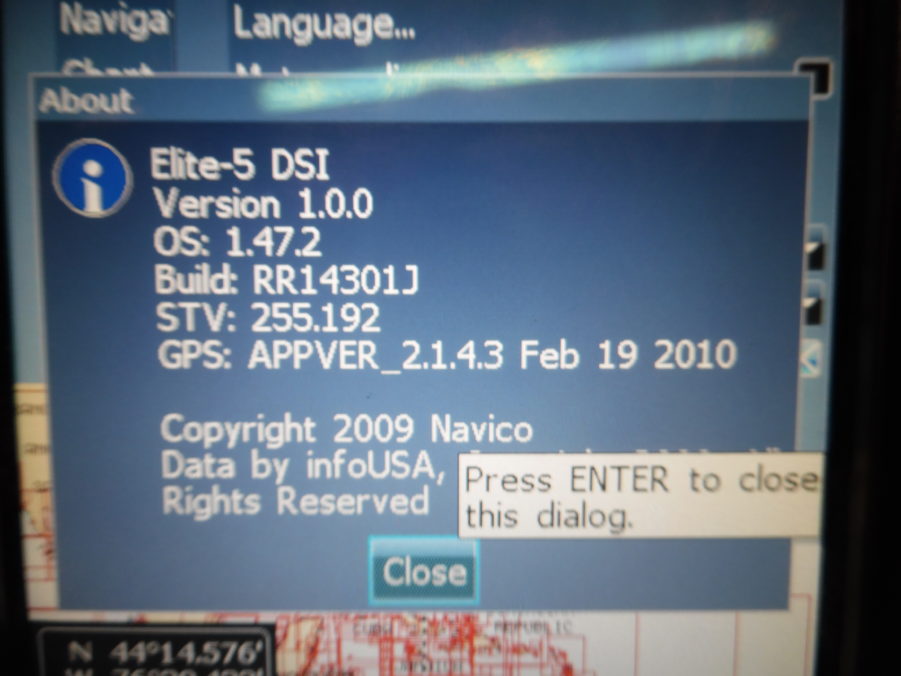 Naviga
Language...
About
Elite-5 DSI
Version 1.0.0
OS: 1.47.2
Build: RR14301J
STV: 255.192
GPS: APPVER_2.1.4.3 Feb 19 2010
Copyright 2009 Navico
Data by infoUSA,
Rights Reserved
Press ENTER to close
this dialog.
Close
REPUBLIC
N 44°14.576'